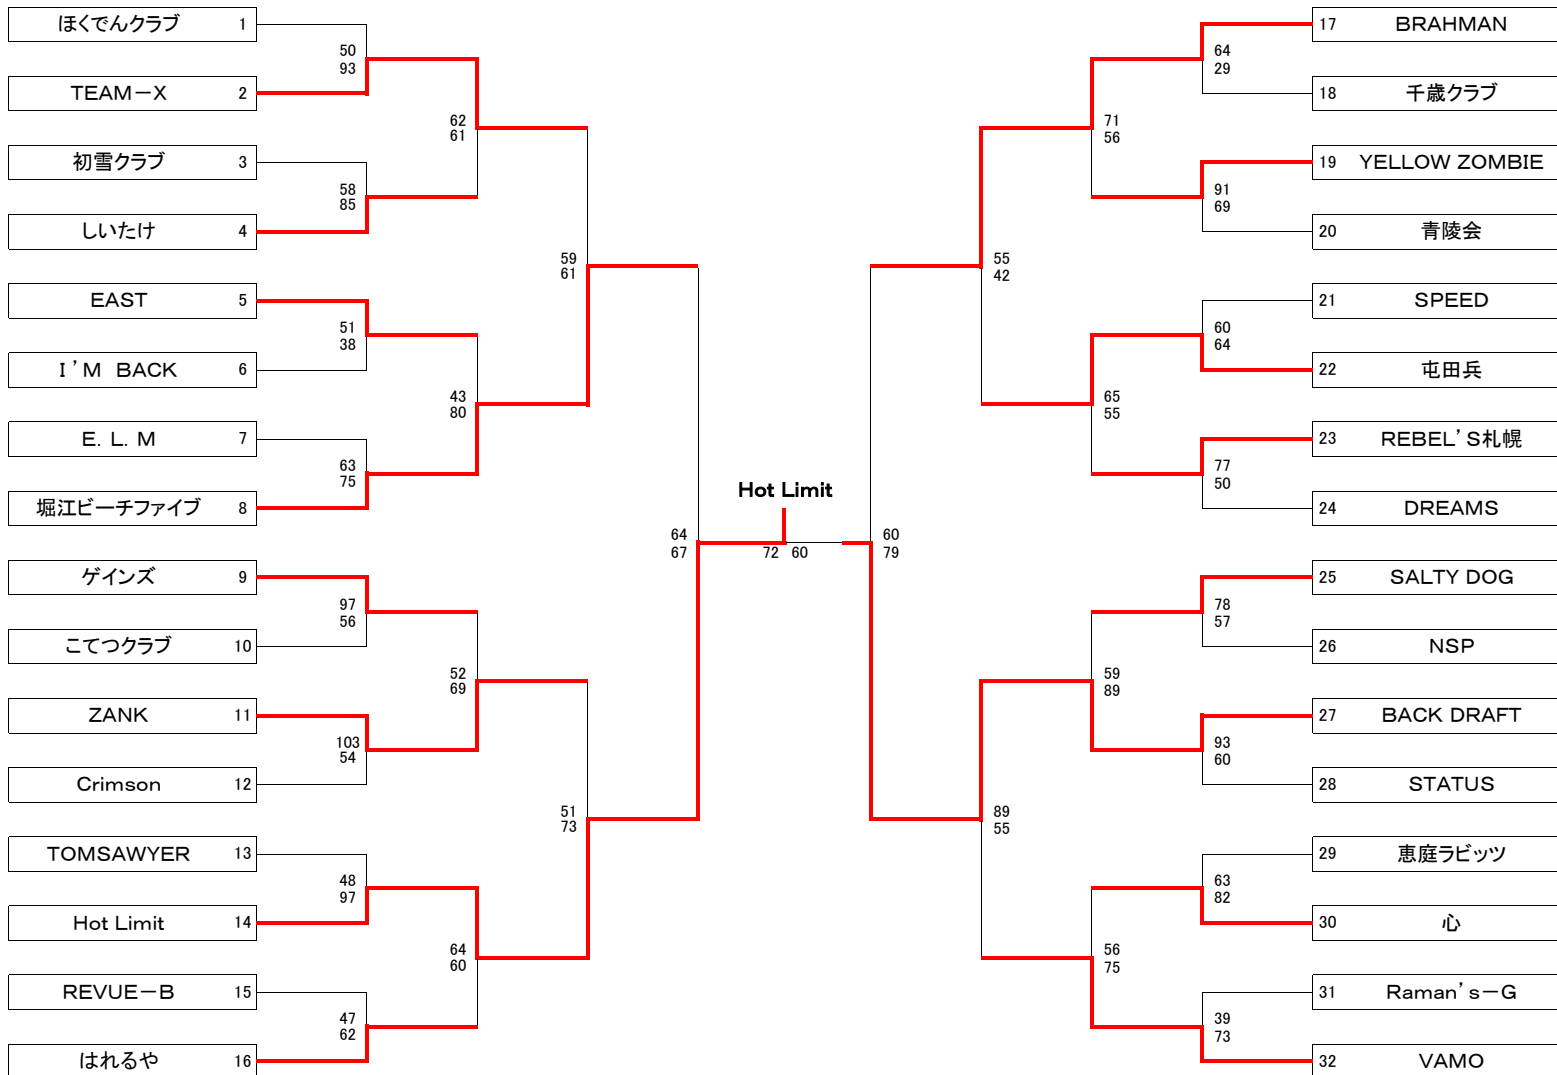 ほくでんクラブ 1
50
93
TEAM－X 2
62
61
初雪クラブ 3
58
85
しいたけ 4
59
61
EAST 5
51
38
I'M BACK 6
43
80
E. L. M 7
63
75
堀江ビーチファイブ 8
64
67
ゲインズ 9
97
56
こてつクラブ 10
52
69
ZANK 11
103
54
Crimson 12
51
73
TOMSAWYER 13
48
97
Hot Limit 14
64
60
REVUE－B 15
47
62
はれるや 16
Hot Limit
72 60
17 BRAHMAN
64
29
18 千歳クラブ
71
56
19 YELLOW ZOMBIE
91
69
20 青陵会
55
42
21 SPEED
60
64
22 屯田兵
65
55
23 REBEL'S札幌
77
50
24 DREAMS
60
79
25 SALTY DOG
78
57
26 NSP
59
89
27 BACK DRAFT
93
60
28 STATUS
89
55
29 恵庭ラビッツ
63
82
30 心
56
75
31 Raman's－G
39
73
32 VAMO